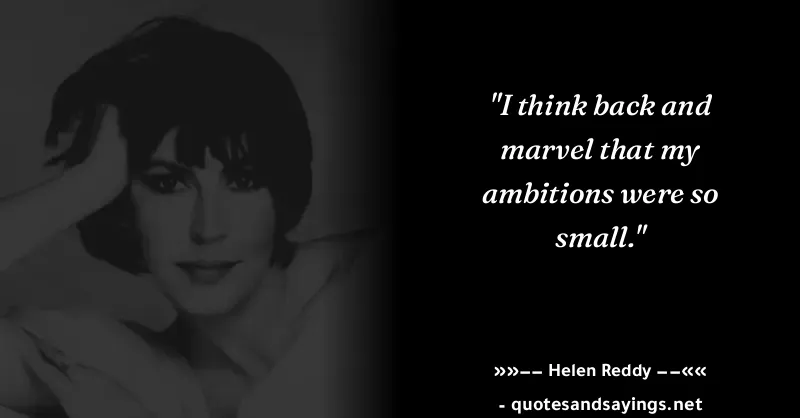 "I think back and
marvel that my
ambitions were so
small."
»»−− Helen Reddy −−««
- quotesandsayings.net